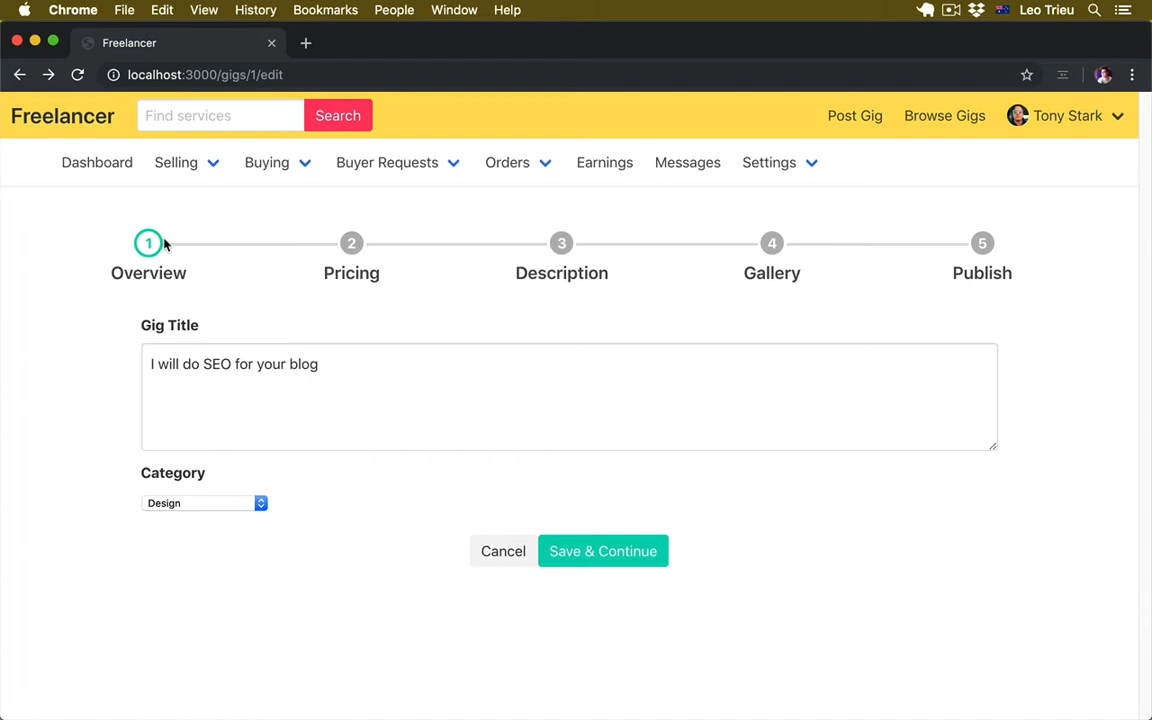 Chrome File Edit View History Bookmarks People Window Help Leo Trieu
Freelancer
localhost:3000/gigs/1/edit
Freelancer Find services Search Post Gig Browse Gigs Tony Stark
Dashboard Selling Buying Buyer Requests Orders Earnings Messages Settings
1 2 3 4 5
Overview Pricing Description Gallery Publish
Gig Title
I will do SEO for your blog
Category
Design
Cancel Save & Continue